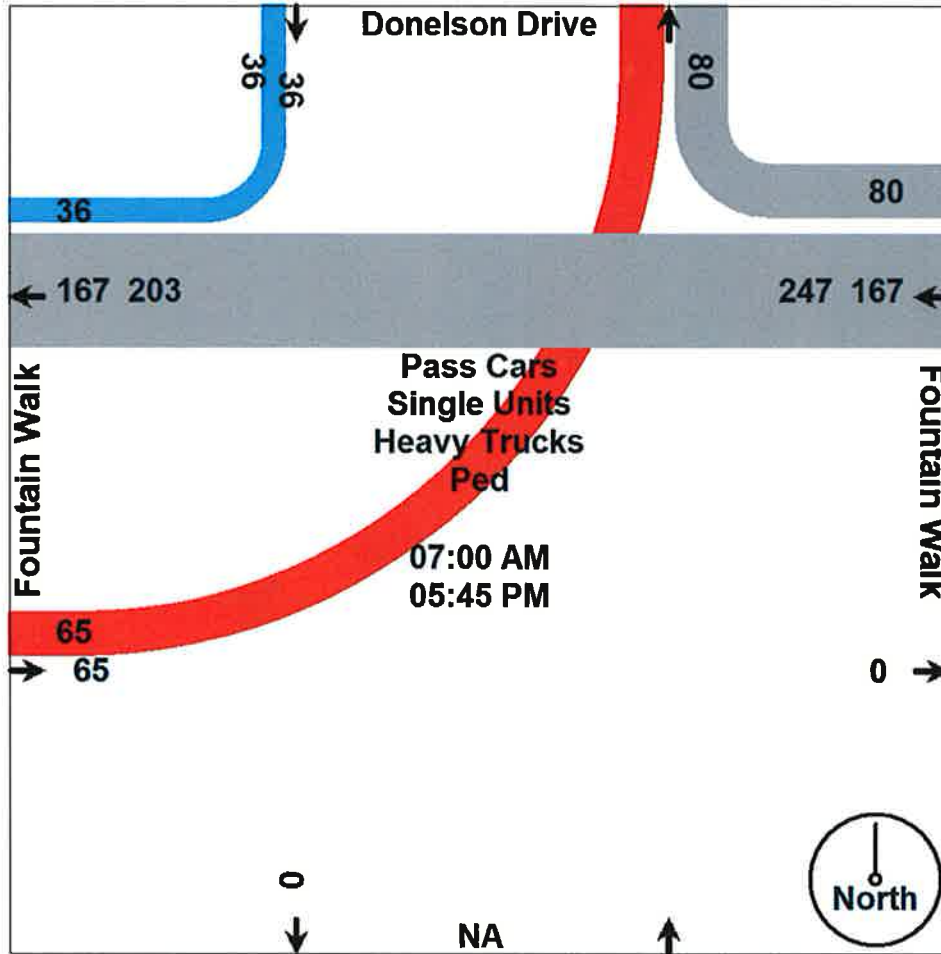 Donelson Drive
36
36
80
36
80
167 203
247 167
Fountain Walk
Fountain Walk
Pass Cars
Single Units
Heavy Trucks
Ped
07:00 AM
05:45 PM
65
65
0
0
North
NA